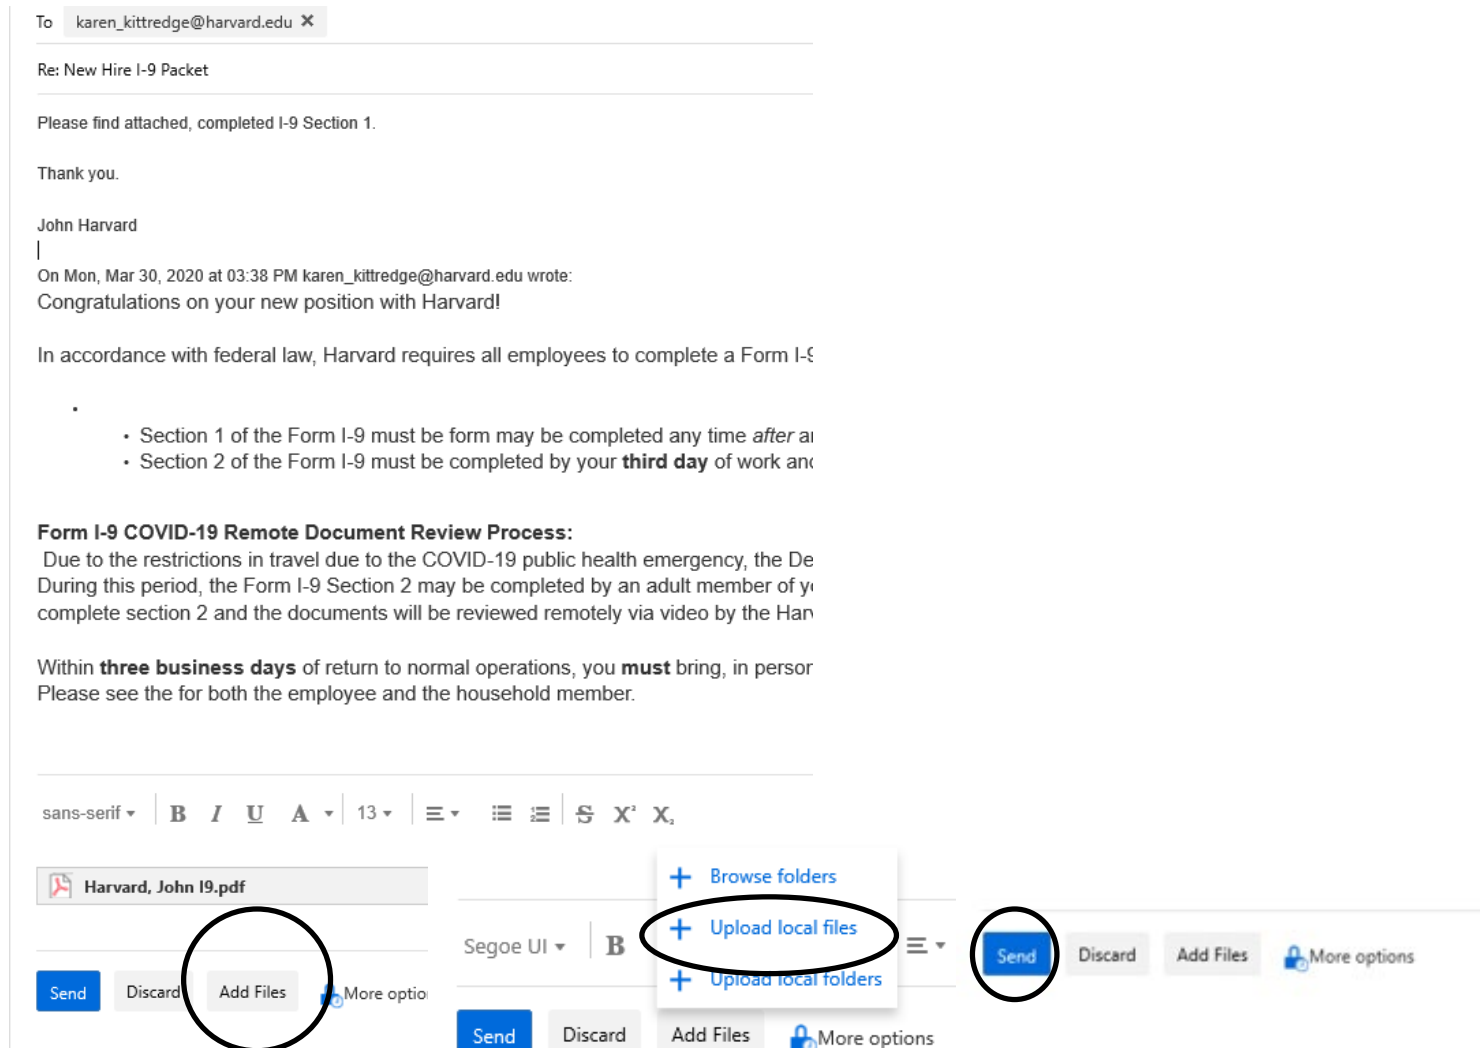 To karen_kittredge@harvard.edu ×
Re: New Hire I-9 Packet
Please find attached, completed I-9 Section 1.
Thank you.
John Harvard
On Mon, Mar 30, 2020 at 03:38 PM karen_kittredge@harvard.edu wrote:
Congratulations on your new position with Harvard!
In accordance with federal law, Harvard requires all employees to complete a Form I-9
• Section 1 of the Form I-9 must be form may be completed any time after
• Section 2 of the Form I-9 must be completed by your third day of work and
Form I-9 COVID-19 Remote Document Review Process:
Due to the restrictions in travel due to the COVID-19 public health emergency, the De
During this period, the Form I-9 Section 2 may be completed by an adult member of
complete section 2 and the documents will be reviewed remotely via video by the Har
Within three business days of return to normal operations, you must bring, in person
Please see the for both the employee and the household member.
sans-serif B I U A 13 S X² X₂
Harvard, John I9.pdf
Send Discard Add Files More optio
+ Browse folders
+ Upload local files
+ Upload local folders
Segoe UI B
Send Discard Add Files More options
Send Discard Add Files More options